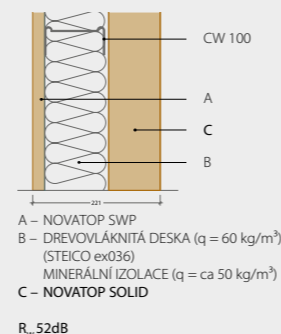 CW 100
A
C
B
221
A – NOVATOP SWP
B – DREVOVLÁKNITÁ DESKA (q = 60 kg/m³)
(STEICO ex036)
MINERÁLNÍ IZOLACE (q = ca 50 kg/m³)
C – NOVATOP SOLID
Rw 52dB